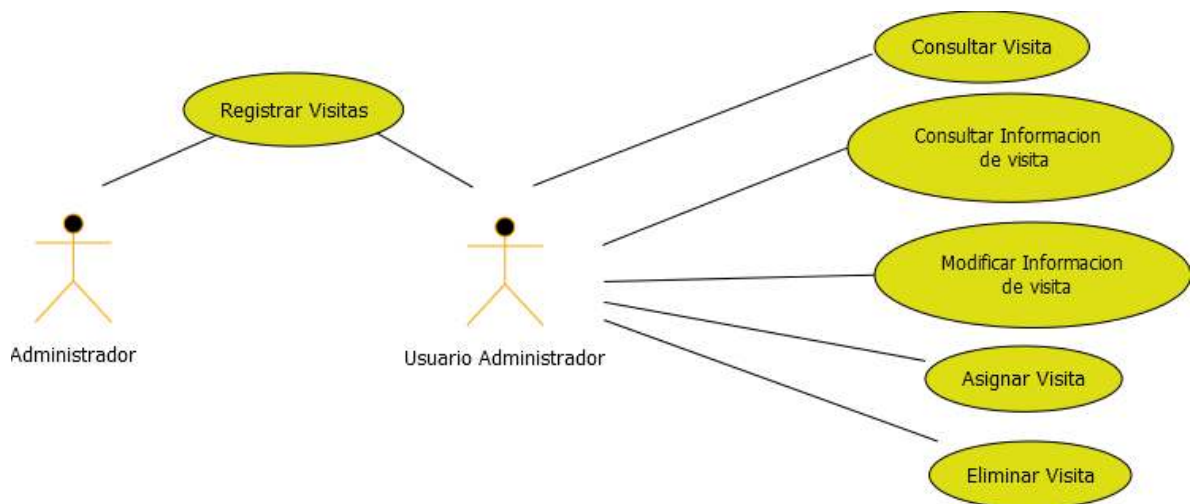 Consultar Visita
Registrar Visitas
Consultar Informacion
de visita
Modificar Informacion
de visita
Administrador
Usuario Administrador
Asignar Visita
Eliminar Visita